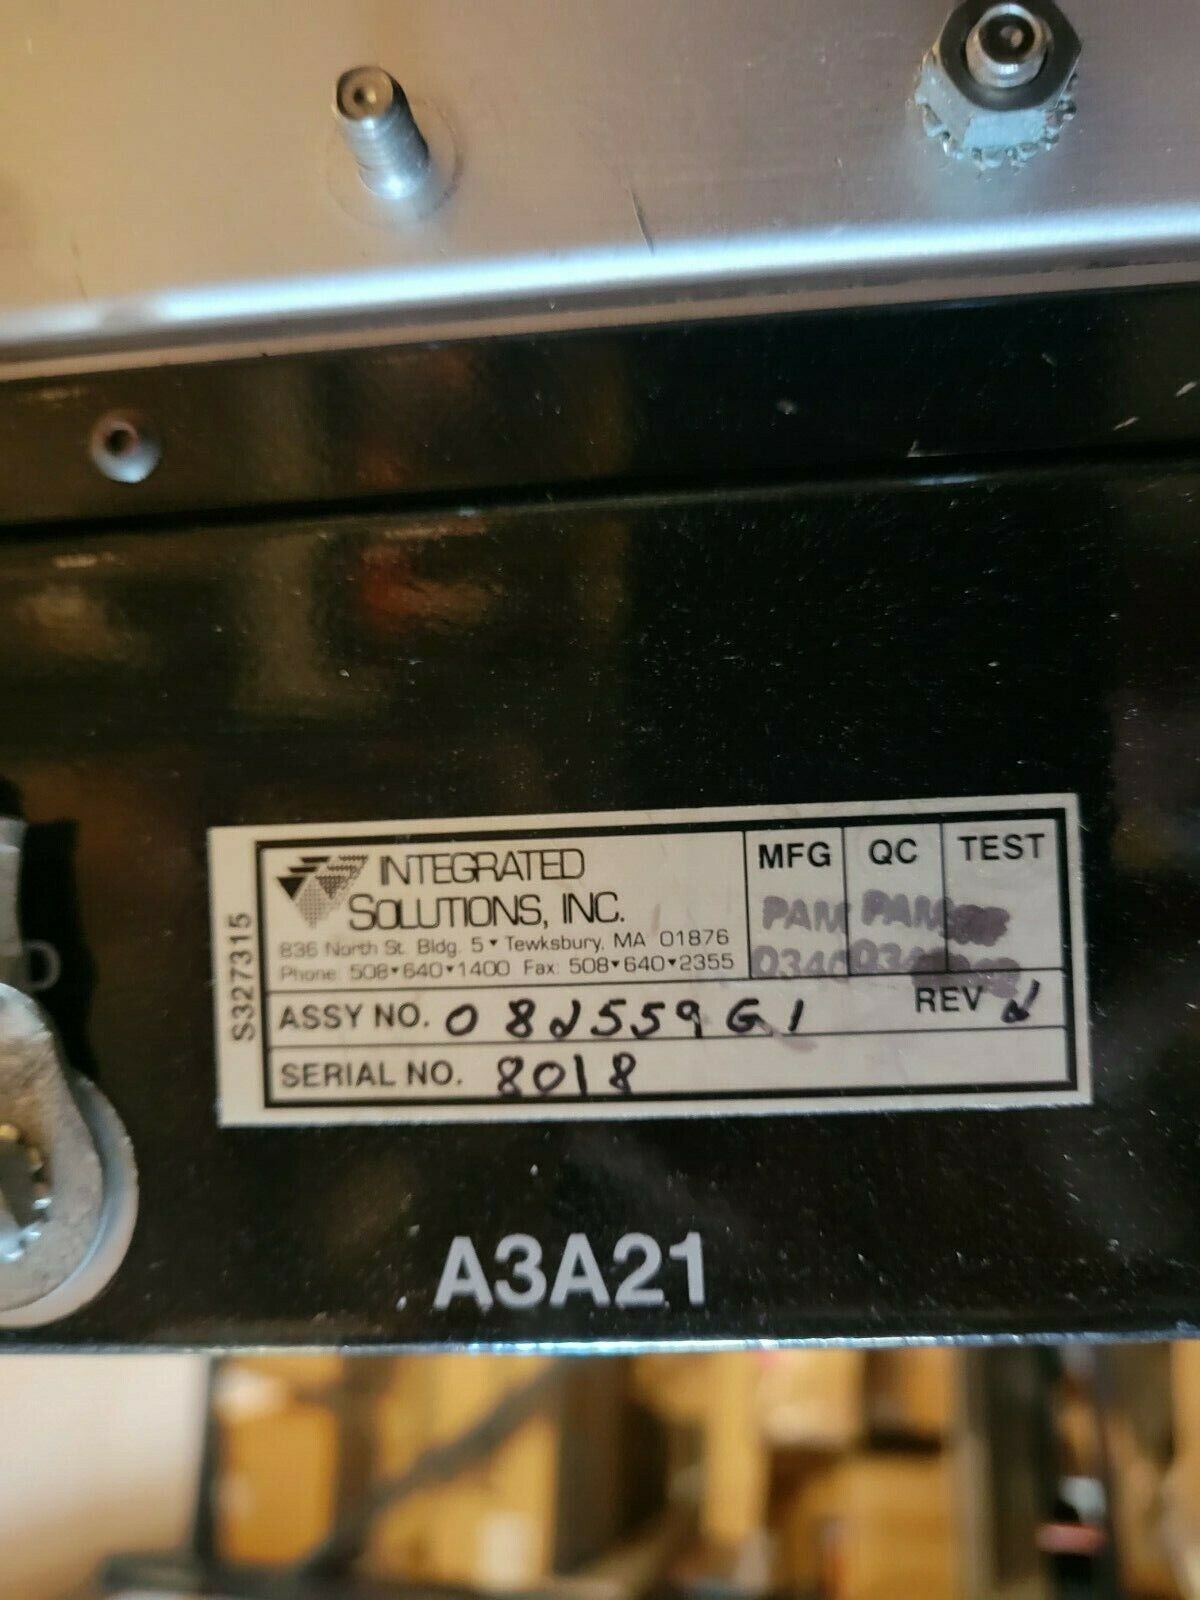 INTEGRATED
SOLUTIONS, INC.
836 North St. Bldg. 5 ▾ Tewksbury, MA 01876
Phone: 508▾640▾1400 Fax: 508▾640▾2355
MFG QC TEST
PAM PAM
0340
REV
ASSY NO. 082559G1
SERIAL NO. 8018
S327315
A3A21